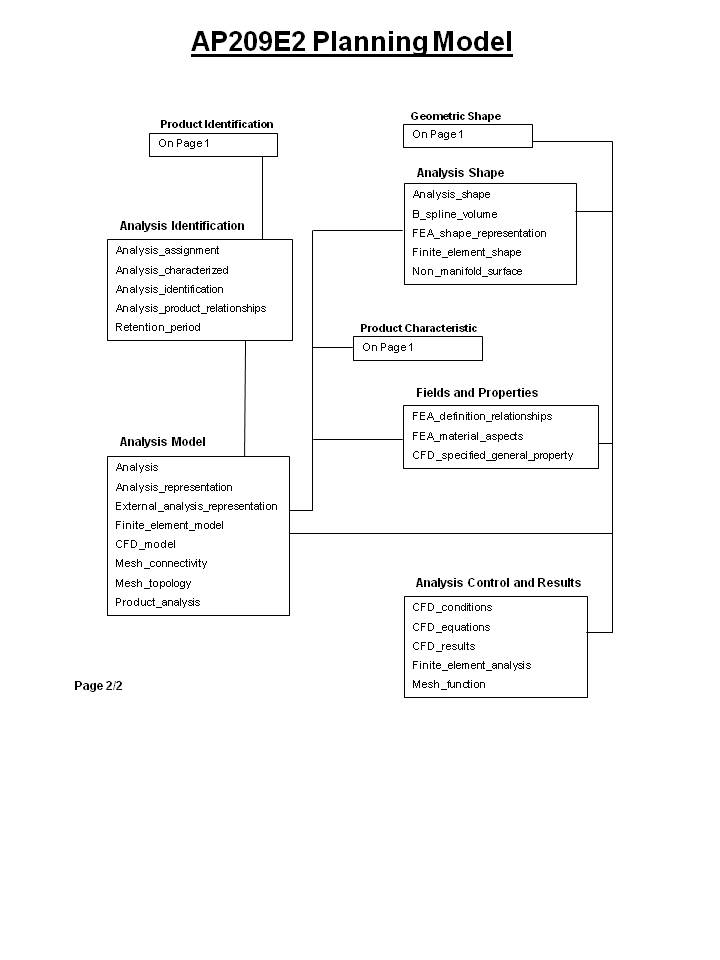 AP209E2 Planning Model
Product Identification
On Page 1
Geometric Shape
On Page 1
Analysis Shape
Analysis_shape
B_spline_volume
FEA_shape_representation
Finite_element_shape
Non_manifold_surface
Analysis Identification
Analysis_assignment
Analysis_characterized
Analysis_identification
Analysis_product_relationships
Retention_period
Product Characteristic
On Page 1
Fields and Properties
FEA_definition_relationships
FEA_material_aspects
CFD_specified_general_property
Analysis Model
Analysis
Analysis_representation
External_analysis_representation
Finite_element_model
CFD_model
Mesh_connectivity
Mesh_topology
Product_analysis
Analysis Control and Results
CFD_conditions
CFD_equations
CFD_results
Finite_element_analysis
Mesh_function
Page 2/2